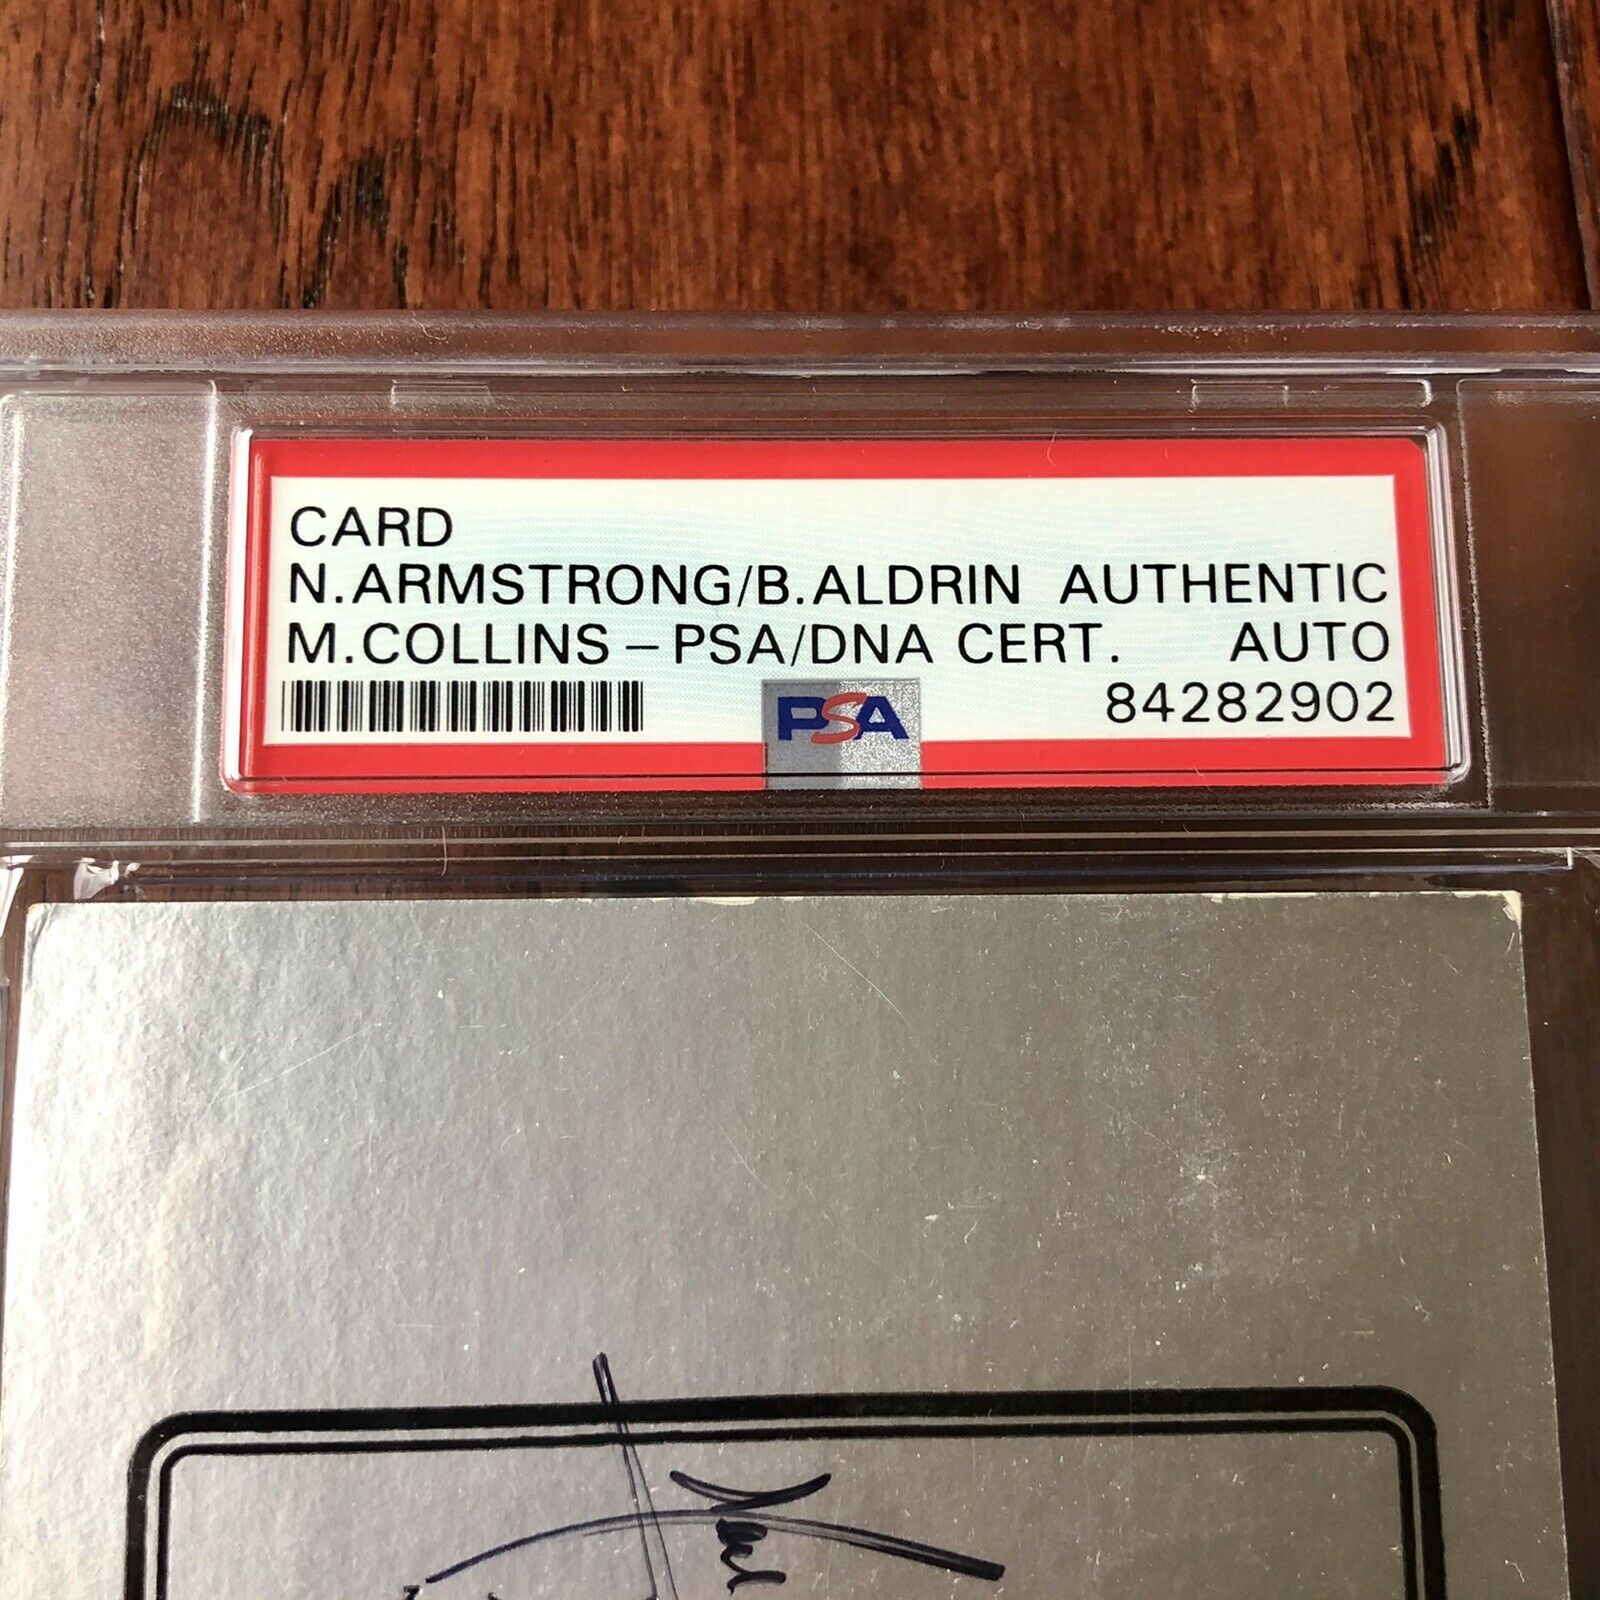 CARD
N.ARMSTRONG/B.ALDRIN AUTHENTIC
M.COLLINS – PSA/DNA CERT. AUTO
PSA 84282902